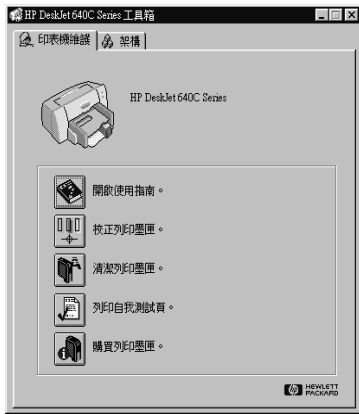 HP DeskJet 640C Series 工具箱
印表機維護
架構
HP DeskJet 640C Series
開啟使用指南。
校正列印墨匣。
清潔列印墨匣。
列印自我測試頁。
購買列印墨匣。
HEWLETT
PACKARD